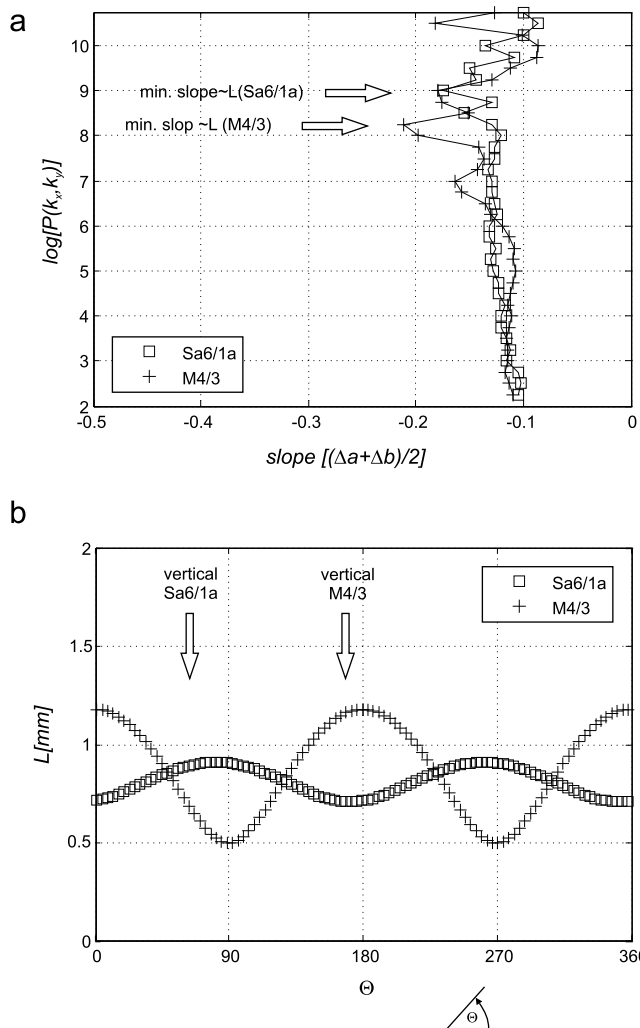 a
10
9
8
7
6
5
4
3
2
log[P(kx,ky)]
min. slope~L(Sa6/1a)
min. slop ~L (M4/3)
Sa6/1a
M4/3
-0.5
-0.4
-0.3
-0.2
-0.1
0
slope [(Δa+Δb)/2]
b
2
1.5
1
0.5
0
L[mm]
vertical
Sa6/1a
vertical
M4/3
Sa6/1a
M4/3
0
90
180
270
360
Θ
Θ